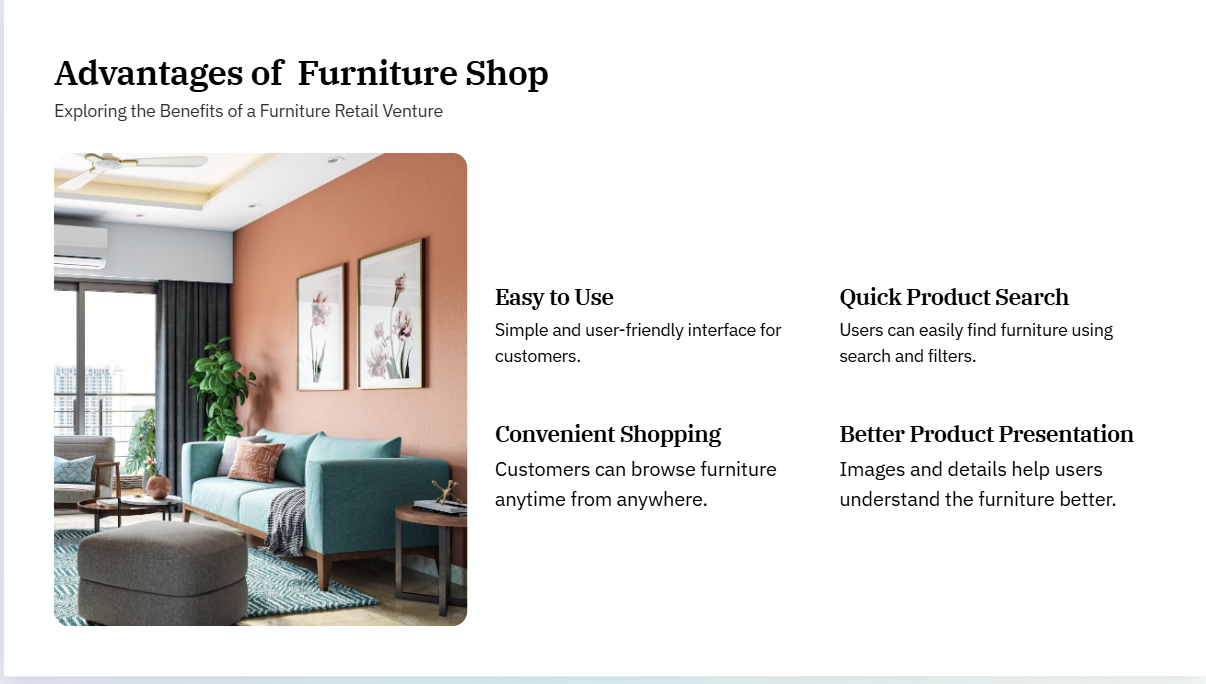 Advantages of  Furniture Shop
Exploring the Benefits of a Furniture Retail Venture
Easy to Use
Simple and user-friendly interface for
customers.
Quick Product Search
Users can easily find furniture using
search and filters.
Convenient Shopping
Customers can browse furniture
anytime from anywhere.
Better Product Presentation
Images and details help users
understand the furniture better.